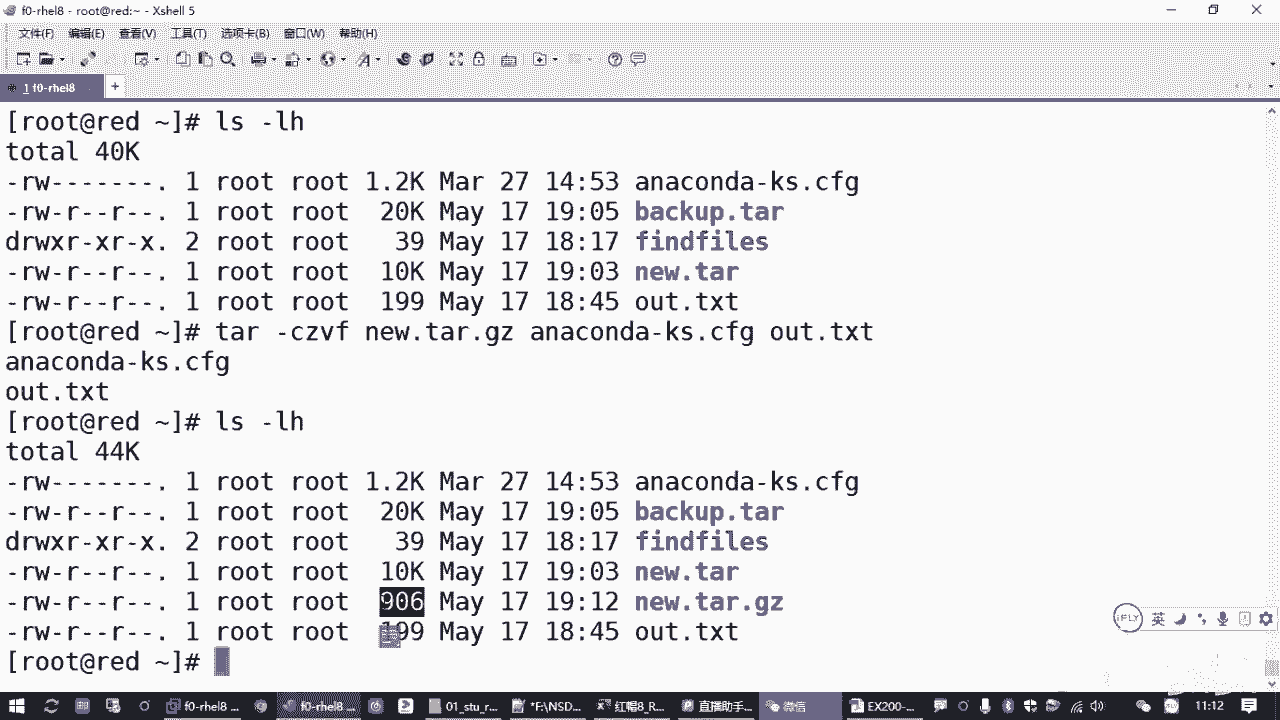 f0-rhel8 - root@red:~ - Xshell 5
文件(F) 编辑(E) 查看(V) 工具(T) 选项卡(B) 窗口(W) 帮助(H)
1 f0-rhel8
[root@red ~]# ls -lh
total 40K
-rw-------. 1 root root 1.2K Mar 27 14:53 anaconda-ks.cfg
-rw-r--r--. 1 root root  20K May 17 19:05 backup.tar
drwxr-xr-x. 2 root root   39 May 17 18:17 findfiles
-rw-r--r--. 1 root root  10K May 17 19:03 new.tar
-rw-r--r--. 1 root root  199 May 17 18:45 out.txt
[root@red ~]# tar -czvf new.tar.gz anaconda-ks.cfg out.txt
anaconda-ks.cfg
out.txt
[root@red ~]# ls -lh
total 44K
-rw-------. 1 root root 1.2K Mar 27 14:53 anaconda-ks.cfg
-rw-r--r--. 1 root root  20K May 17 19:05 backup.tar
drwxr-xr-x. 2 root root   39 May 17 18:17 findfiles
-rw-r--r--. 1 root root  10K May 17 19:03 new.tar
-rw-r--r--. 1 root root  906 May 17 19:12 new.tar.gz
-rw-r--r--. 1 root root  199 May 17 18:45 out.txt
[root@red ~]#
iFLY 英
f0-rhel8 ... f0-rhel8... 01_stu_r... *F:\NSD... 红帽8_R... 直播助手... 微信 EX200-... 11:12